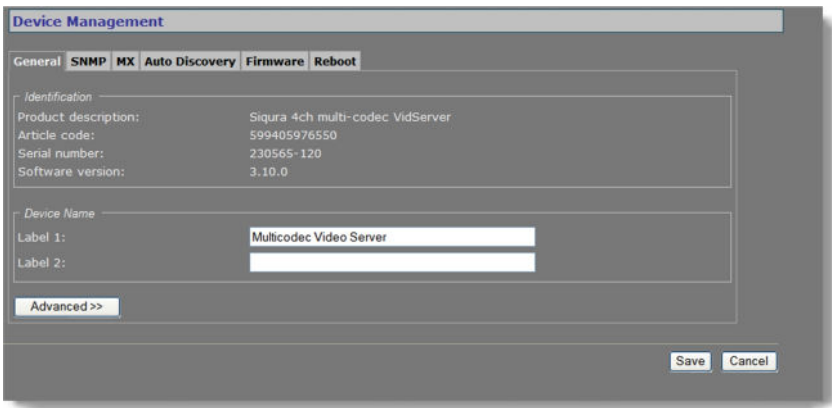 Device Management
General SNMP MX Auto Discovery Firmware Reboot
Identification
Product description: Siqura 4ch multi-codec VidServer
Article code: 599405976550
Serial number: 230565-120
Software version: 3.10.0
Device Name
Label 1: Multicodec Video Server
Label 2:
Advanced >>
Save Cancel